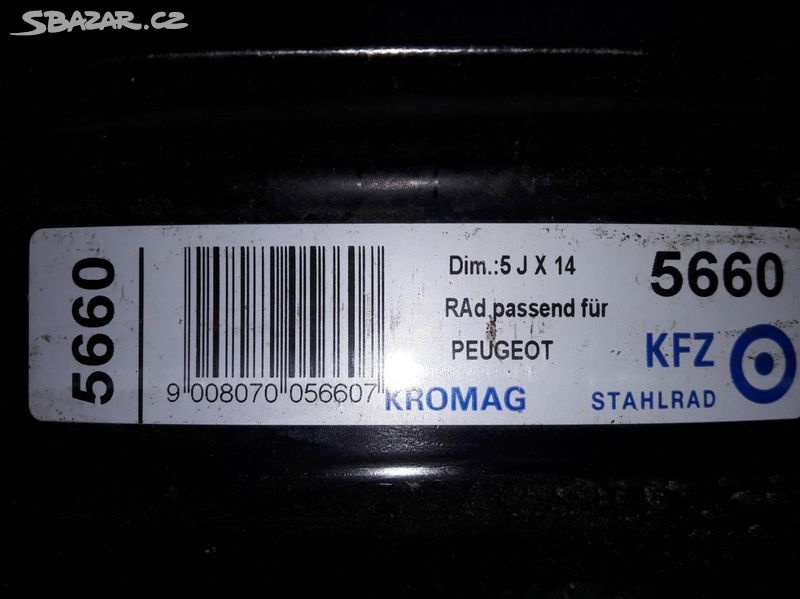 SBAZAR.CZ
5660
Dim.:5 J X 14
RAd passend für
PEUGEOT
5660
KFZ
STAHLRAD
9 008070 056607
KROMAG